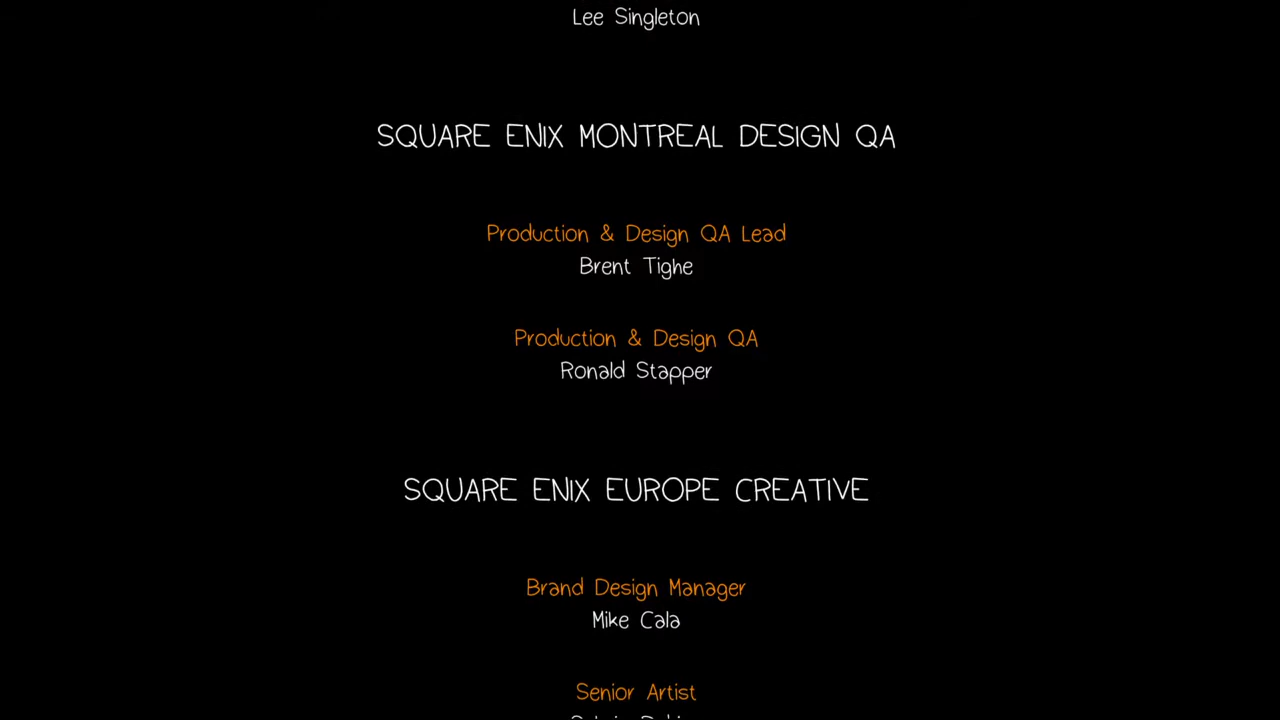 Lee Singleton
SQUARE ENIX MONTREAL DESIGN QA
Production & Design QA Lead
Brent Tighe
Production & Design QA
Ronald Stapper
SQUARE ENIX EUROPE CREATIVE
Brand Design Manager
Mike Cala
Senior Artist